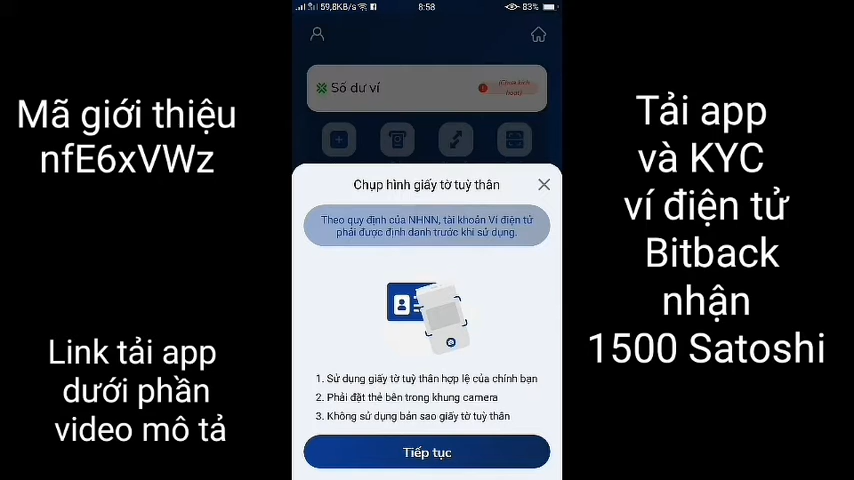 59,8KB/s
8:58
83%
Mã giới thiệu
nfE6xVWz
Link tải app
dưới phần
video mô tả
Số dư ví
Chụp hình giấy tờ tuỳ thân
Theo quy định của NHNN, tài khoản Ví điện tử
phải được định danh trước khi sử dụng.
1. Sử dụng giấy tờ tuỳ thân hợp lệ của chính bạn
2. Phải đặt thẻ bên trong khung camera
3. Không sử dụng bản sao giấy tờ tuỳ thân
Tiếp tục
Tải app
và KYC
ví điện tử
Bitback
nhận
1500 Satoshi